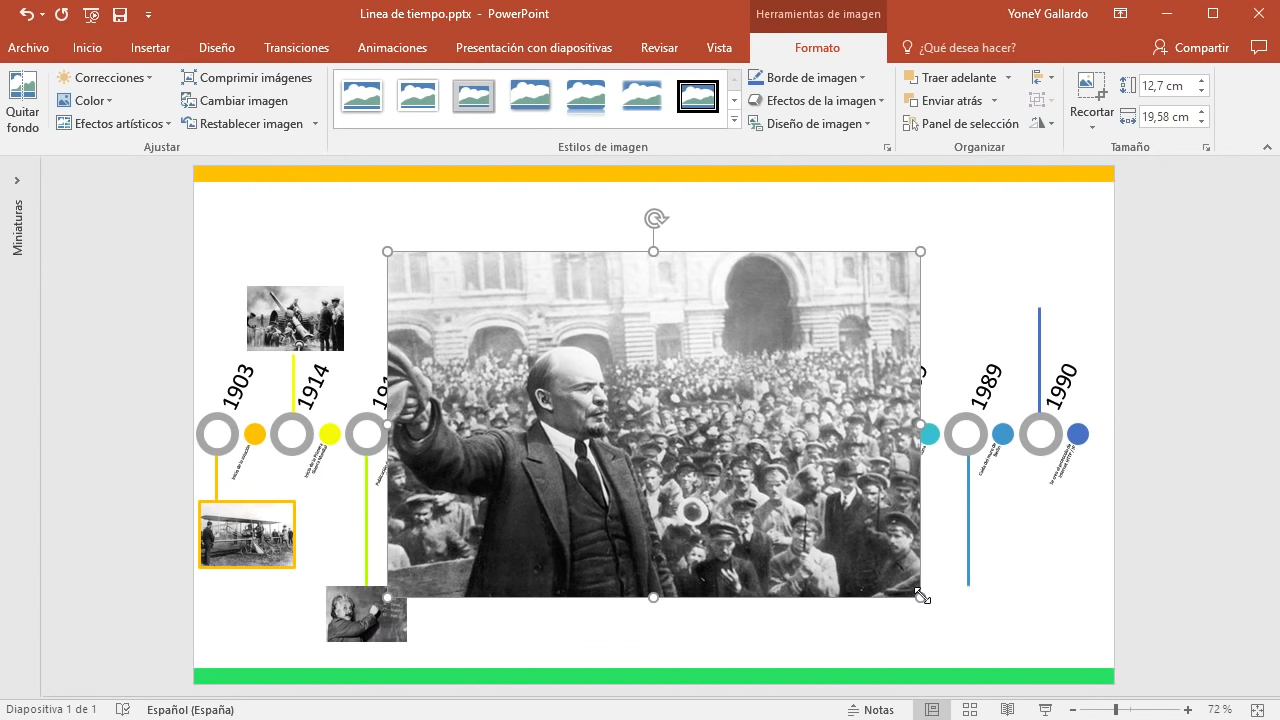 Linea de tiempo.pptx - PowerPoint
Herramientas de imagen
YoneY Gallardo
Archivo
Inicio
Insertar
Diseño
Transiciones
Animaciones
Presentación con diapositivas
Revisar
Vista
Formato
¿Qué desea hacer?
Compartir
Quitar
fondo
Correcciones
Color
Efectos artísticos
Comprimir imágenes
Cambiar imagen
Restablecer imagen
Ajustar
Estilos de imagen
Borde de imagen
Efectos de la imagen
Diseño de imagen
Traer adelante
Enviar atrás
Panel de selección
Organizar
Recortar
12,7 cm
19,58 cm
Tamaño
Miniaturas
1903
1914
1989
1990
Diapositiva 1 de 1
Español (España)
Notas
72 %